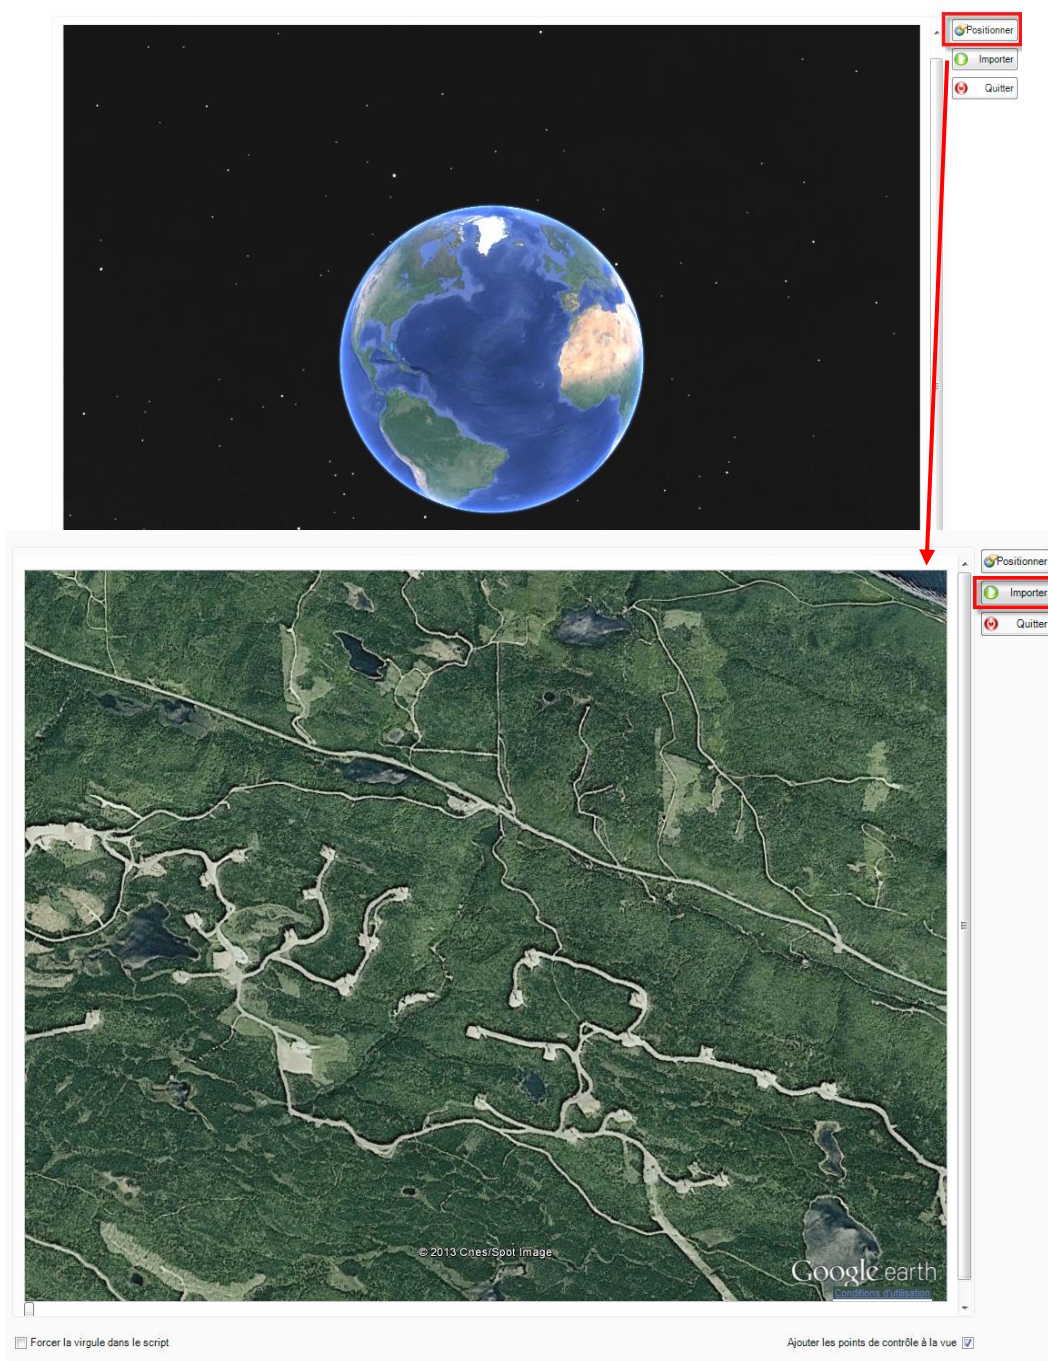 Positionner
Importer
Quitter
Positionner
Importer
Quitter
© 2013 Cnes/Spot Image
Google earth
Conditions d'utilisation
Forcer la virgule dans le script
Ajouter les points de contrôle à la vue